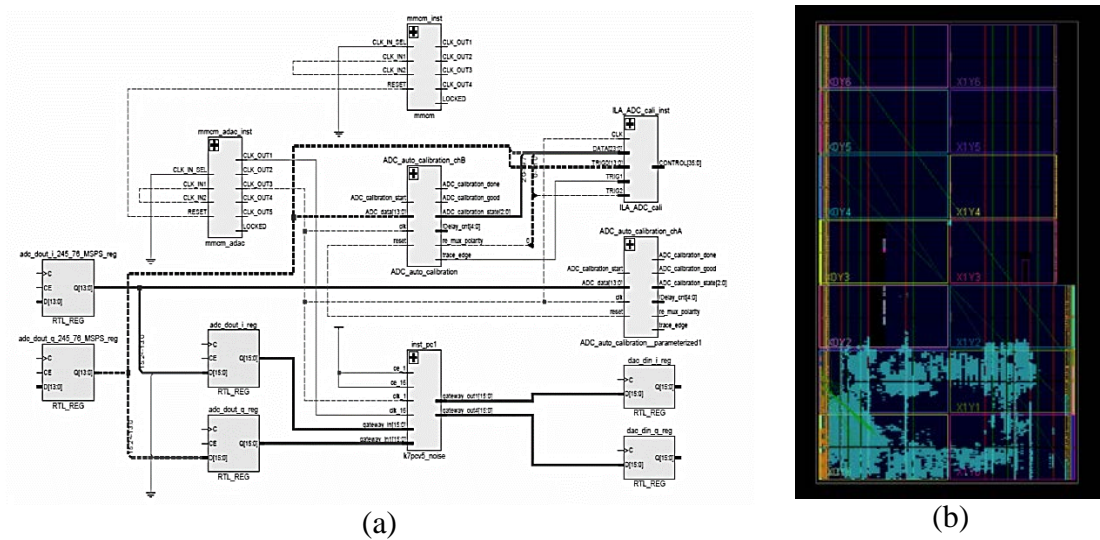 mmcm_inst
CLK_IN_SEL
CLK_IN1
CLK_IN2
RESET
CLK_OUT1
CLK_OUT2
CLK_OUT3
CLK_OUT4
LOCKED
mmcm
mmcm_adac_inst
CLK_IN_SEL
CLK_IN1
CLK_IN2
RESET
CLK_OUT1
CLK_OUT2
CLK_OUT3
CLK_OUT4
CLK_OUT5
LOCKED
mmcm_adac
ADC_auto_calibration_chB
ADC_calibration_start
ADC_data[13:0]
clk
reset
ADC_calibration_done
ADC_calibration_good
ADC_calibration_state[2:0]
IDelay_cnt[4:0]
re_mux_polarity
trace_edge
ADC_auto_calibration
ILA_ADC_cali_inst
CLK
DATA[23:0]
TRIG0[13:0]
TRIG1
TRIG2
CONTROL[35:0]
ILA_ADC_cali
ADC_auto_calibration_chA
ADC_calibration_start
ADC_data[13:0]
clk
reset
ADC_calibration_done
ADC_calibration_good
ADC_calibration_state[2:0]
IDelay_cnt[4:0]
re_mux_polarity
trace_edge
ADC_auto_calibration__parameterized1
adc_dout_i_245_76_MSPS_reg
C
CE
D[13:0]
Q[13:0]
RTL_REG
adc_dout_q_245_76_MSPS_reg
C
CE
D[13:0]
Q[13:0]
RTL_REG
adc_dout_i_reg
C
CE
D[15:0]
Q[15:0]
RTL_REG
adc_dout_q_reg
C
CE
D[15:0]
Q[15:0]
RTL_REG
inst_pc1
ce_1
ce_16
clk_1
clk_16
gateway_in[15:0]
gateway_in1[15:0]
gateway_out1[15:0]
gateway_out4[15:0]
k7pcv5_noise
dac_din_i_reg
C
D[15:0]
Q[15:0]
RTL_REG
dac_din_q_reg
C
D[15:0]
Q[15:0]
RTL_REG
(a)
X0Y6
X1Y6
X0Y5
X1Y5
X0Y4
X1Y4
X0Y3
X1Y3
X0Y2
X1Y2
X1Y1
(b)